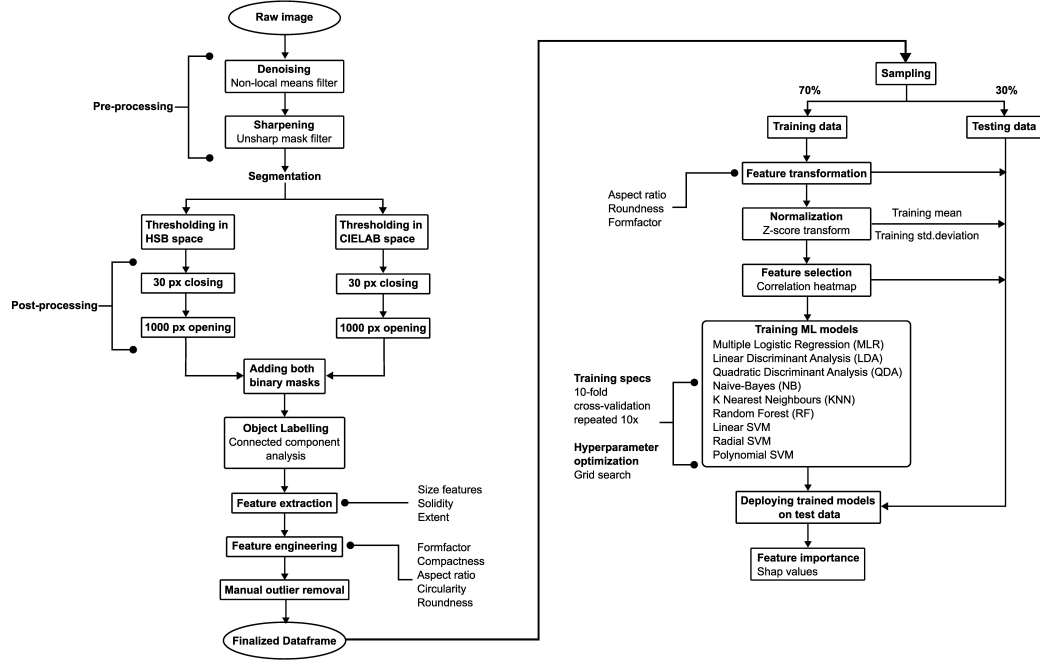 Raw image
Denoising
Non-local means filter
Pre-processing
Sharpening
Unsharp mask filter
Segmentation
Thresholding in
HSB space
Thresholding in
CIELAB space
Post-processing
30 px closing
30 px closing
1000 px opening
1000 px opening
Adding both
binary masks
Object Labelling
Connected component
analysis
Feature extraction
Size features
Solidity
Extent
Feature engineering
Formfactor
Compactness
Aspect ratio
Circularity
Roundness
Manual outlier removal
Finalized Dataframe
Sampling
70%
30%
Training data
Testing data
Feature transformation
Aspect ratio
Roundness
Formfactor
Normalization
Z-score transform
Training mean
Training std.deviation
Feature selection
Correlation heatmap
Training ML models
Multiple Logistic Regression (MLR)
Linear Discriminant Analysis (LDA)
Quadratic Discriminant Analysis (QDA)
Naive-Bayes (NB)
K Nearest Neighbours (KNN)
Random Forest (RF)
Linear SVM
Radial SVM
Polynomial SVM
Training specs
10-fold
cross-validation
repeated 10x
Hyperparameter
optimization
Grid search
Deploying trained models
on test data
Feature importance
Shap values